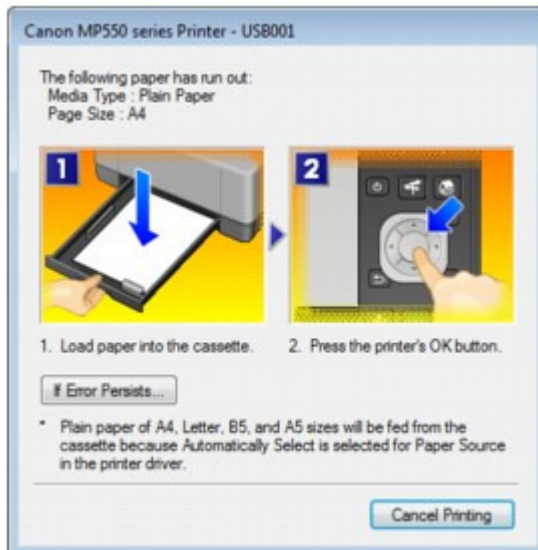 Canon MP550 series Printer - USB001
The following paper has run out:
Media Type : Plain Paper
Page Size : A4
1
2
1. Load paper into the cassette.
2. Press the printer's OK button.
If Error Persists...
* Plain paper of A4, Letter, B5, and A5 sizes will be fed from the
cassette because Automatically Select is selected for Paper Source
in the printer driver.
Cancel Printing